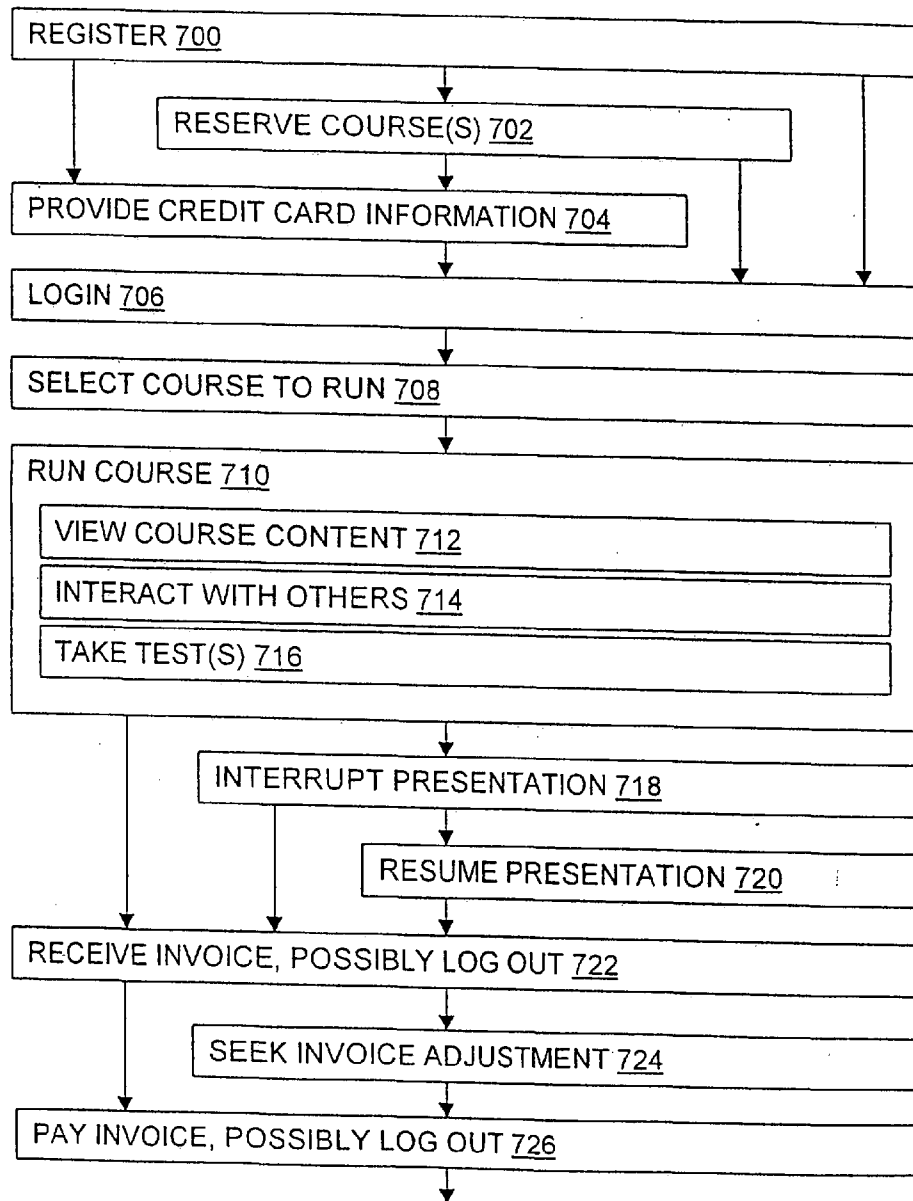 REGISTER 700
RESERVE COURSE(S) 702
PROVIDE CREDIT CARD INFORMATION 704
LOGIN 706
SELECT COURSE TO RUN 708
RUN COURSE 710
VIEW COURSE CONTENT 712
INTERACT WITH OTHERS 714
TAKE TEST(S) 716
INTERRUPT PRESENTATION 718
RESUME PRESENTATION 720
RECEIVE INVOICE, POSSIBLY LOG OUT 722
SEEK INVOICE ADJUSTMENT 724
PAY INVOICE, POSSIBLY LOG OUT 726